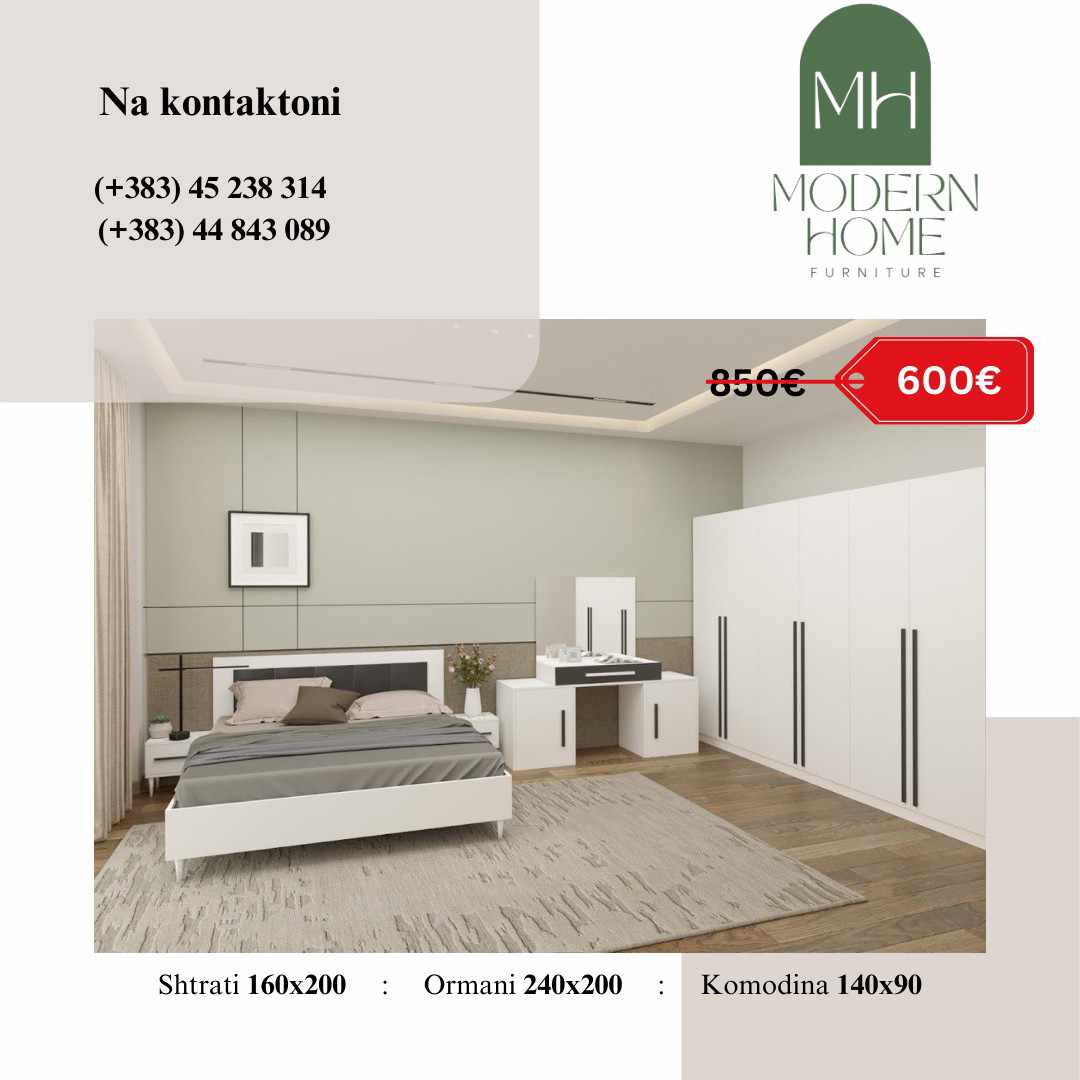 Na kontaktoni
(+383) 45 238 314
(+383) 44 843 089
MH
MODERN
HOME
FURNITURE
850€
600€
Shtrati 160x200 : Ormani 240x200 : Komodina 140x90